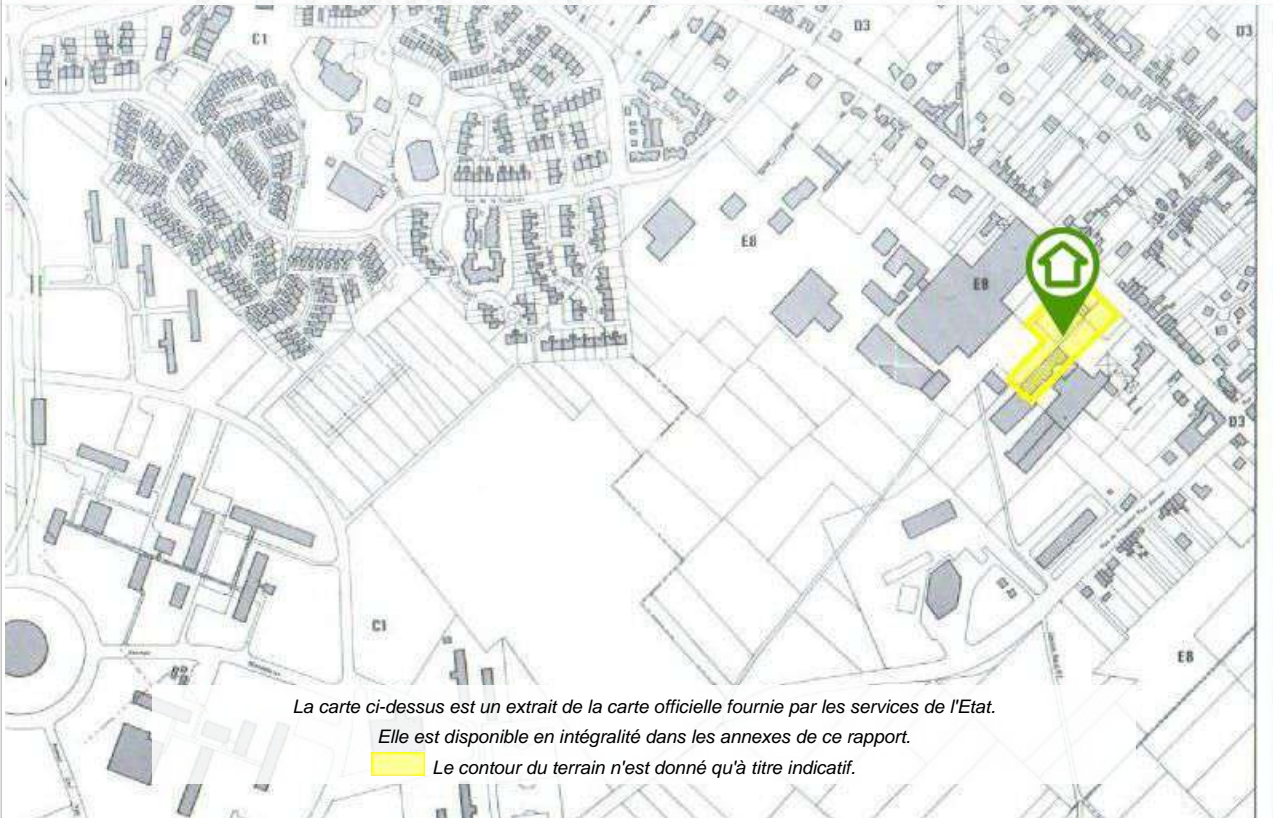 C1
D3
D3
E8
E8
D3
C1
E8
La carte ci-dessus est un extrait de la carte officielle fournie par les services de l'Etat.
Elle est disponible en intégralité dans les annexes de ce rapport.
Le contour du terrain n'est donné qu'à titre indicatif.